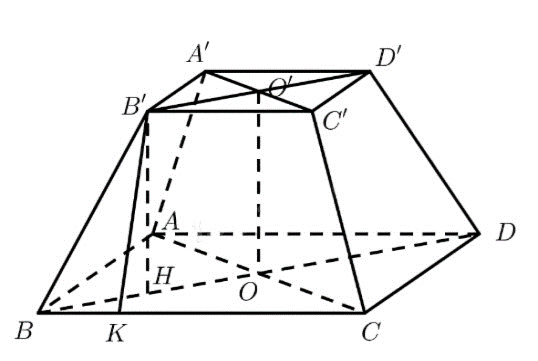 A′ D′
B′ O′ C′
A D
H O
B K C